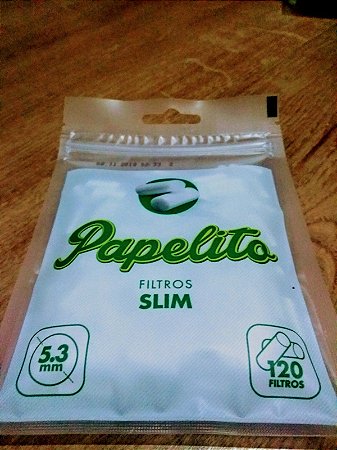 Papelito
FILTROS
SLIM
5.3
mm
120
FILTROS